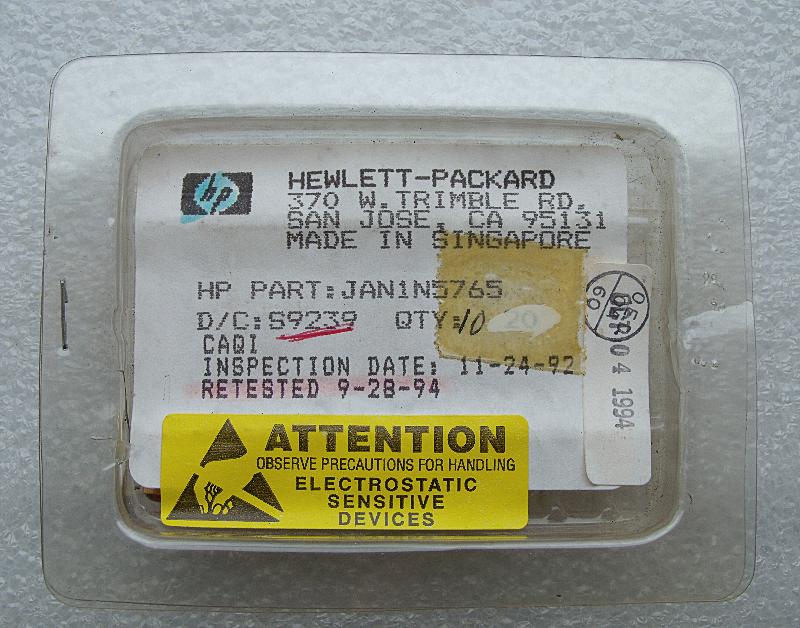 hp
HEWLETT-PACKARD
370 W.TRIMBLE RD.
SAN JOSE, CA 95131
MADE IN SINGAPORE
HP PART:JAN1N5765
D/C:S9239 QTY:10 20
CAQI
INSPECTION DATE: 11-24-92
RETESTED 9-28-94
04 1994
ATTENTION
OBSERVE PRECAUTIONS FOR HANDLING
ELECTROSTATIC
SENSITIVE
DEVICES